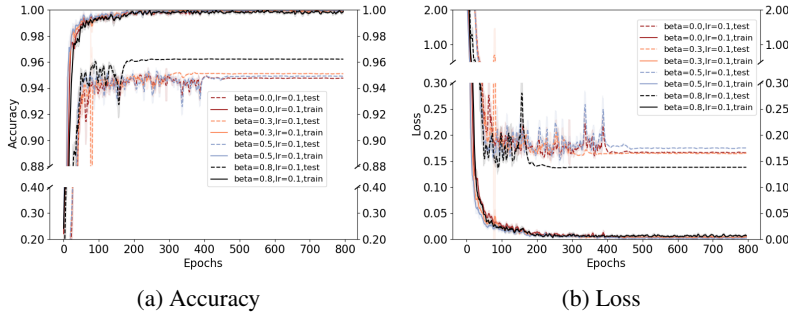 1.00 1.00
0.98 0.98
0.96 0.96
0.94 0.94
0.92 0.92
0.90 0.90
0.88 0.88
0.40 0.40
0.30 0.30
0.20 0.20
Accuracy
beta=0.0,lr=0.1,test
beta=0.0,lr=0.1,train
beta=0.3,lr=0.1,test
beta=0.3,lr=0.1,train
beta=0.5,lr=0.1,test
beta=0.5,lr=0.1,train
beta=0.8,lr=0.1,test
beta=0.8,lr=0.1,train
0 100 200 300 400 500 600 700 800
Epochs
(a) Accuracy
2.00 2.00
1.00 1.00
0.50 0.50
0.30 0.30
0.25 0.25
0.20 0.20
0.15 0.15
0.10 0.10
0.05 0.05
0.00 0.00
Loss
beta=0.0,lr=0.1,test
beta=0.0,lr=0.1,train
beta=0.3,lr=0.1,test
beta=0.3,lr=0.1,train
beta=0.5,lr=0.1,test
beta=0.5,lr=0.1,train
beta=0.8,lr=0.1,test
beta=0.8,lr=0.1,train
0 100 200 300 400 500 600 700 800
Epochs
(b) Loss